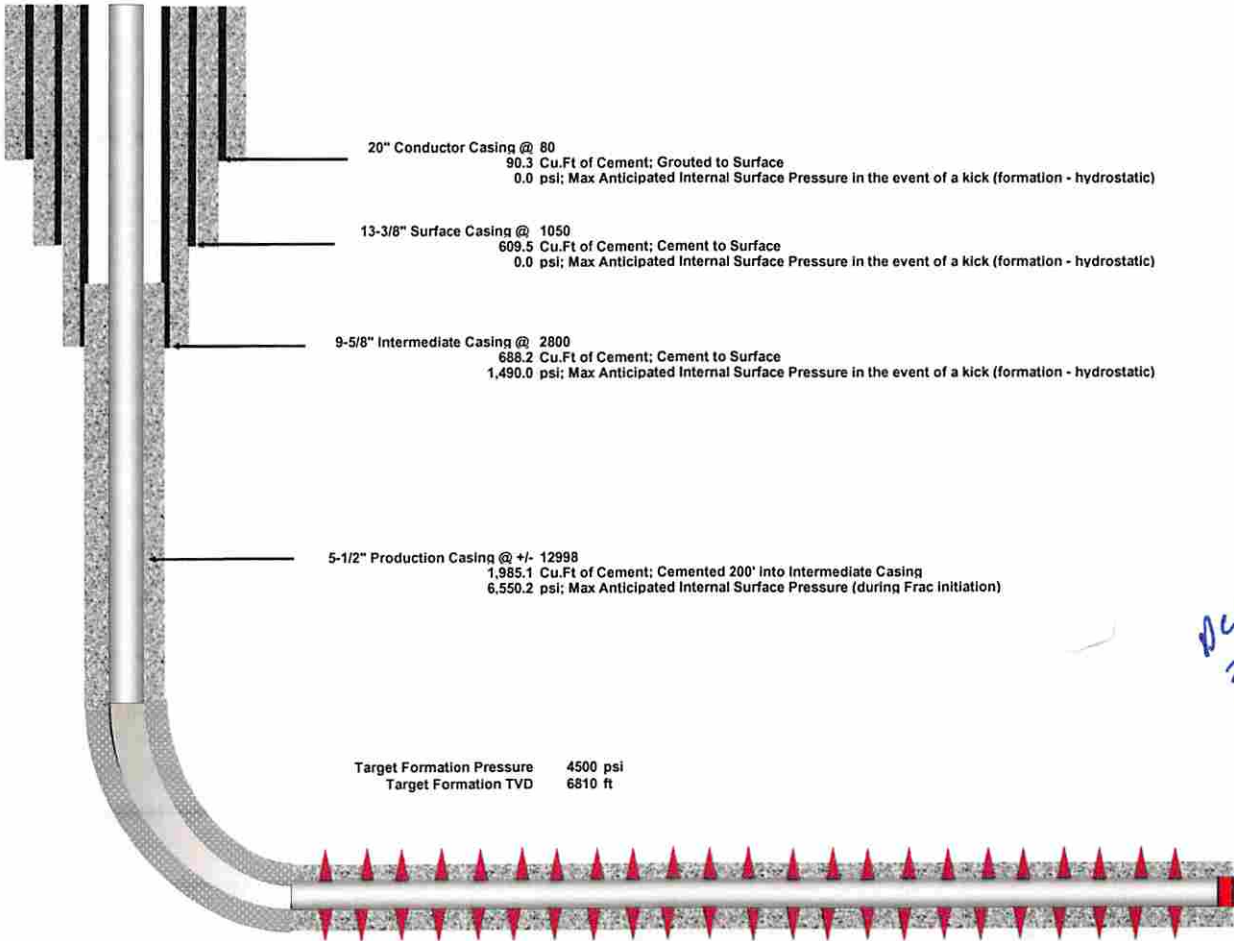 20" Conductor Casing @ 80
90.3 Cu.Ft of Cement; Grouted to Surface
0.0 psi; Max Anticipated Internal Surface Pressure in the event of a kick (formation - hydrostatic)
13-3/8" Surface Casing @ 1050
609.5 Cu.Ft of Cement; Cement to Surface
0.0 psi; Max Anticipated Internal Surface Pressure in the event of a kick (formation - hydrostatic)
9-5/8" Intermediate Casing @ 2800
688.2 Cu.Ft of Cement; Cement to Surface
1,490.0 psi; Max Anticipated Internal Surface Pressure in the event of a kick (formation - hydrostatic)
5-1/2" Production Casing @ +/- 12998
1,985.1 Cu.Ft of Cement; Cemented 200' into Intermediate Casing
6,550.2 psi; Max Anticipated Internal Surface Pressure (during Frac initiation)
Target Formation Pressure 4500 psi
Target Formation TVD 6810 ft